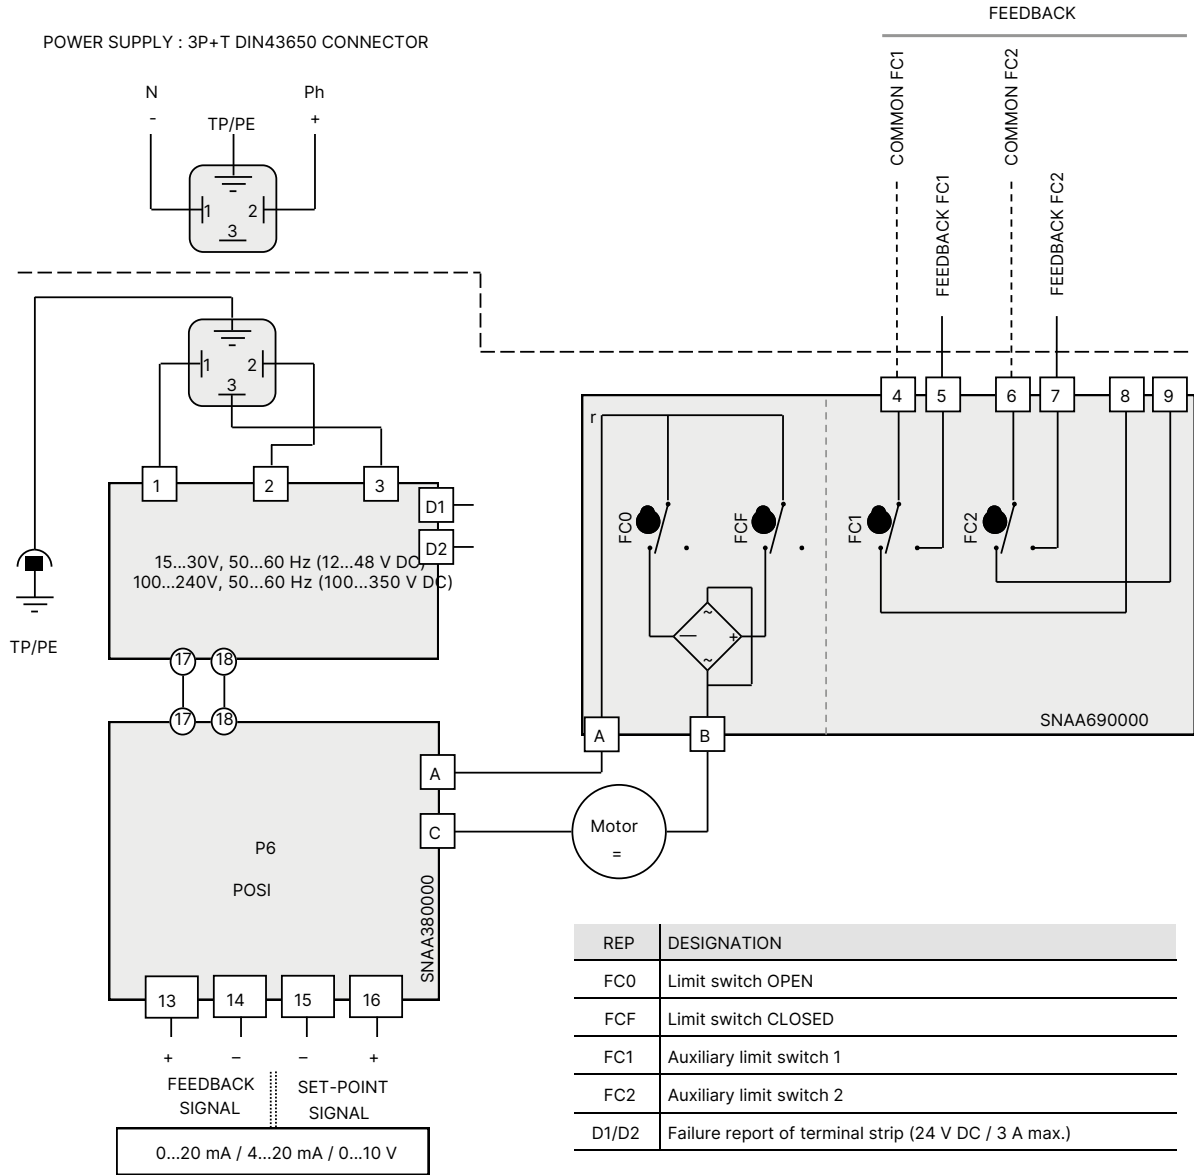 FEEDBACK
POWER SUPPLY : 3P+T DIN43650 CONNECTOR
N
Ph
-
+
TP/PE
1
2
3
COMMON FC1
FEEDBACK FC1
COMMON FC2
FEEDBACK FC2
1
2
3
4
5
6
7
8
9
r
1
2
3
D1
D2
15...30V, 50...60 Hz (12...48 V DC)
100...240V, 50...60 Hz (100...350 V DC)
TP/PE
FC0
FCF
FC1
FC2
~
—
+
~
17
18
17
18
SNAA690000
A
B
A
C
Motor
=
P6
POSI
SNAA380000
13
14
15
16
+
–
–
+
FEEDBACK
SIGNAL
SET-POINT
SIGNAL
0...20 mA / 4...20 mA / 0...10 V
REP DESIGNATION
FC0 Limit switch OPEN
FCF Limit switch CLOSED
FC1 Auxiliary limit switch 1
FC2 Auxiliary limit switch 2
D1/D2 Failure report of terminal strip (24 V DC / 3 A max.)